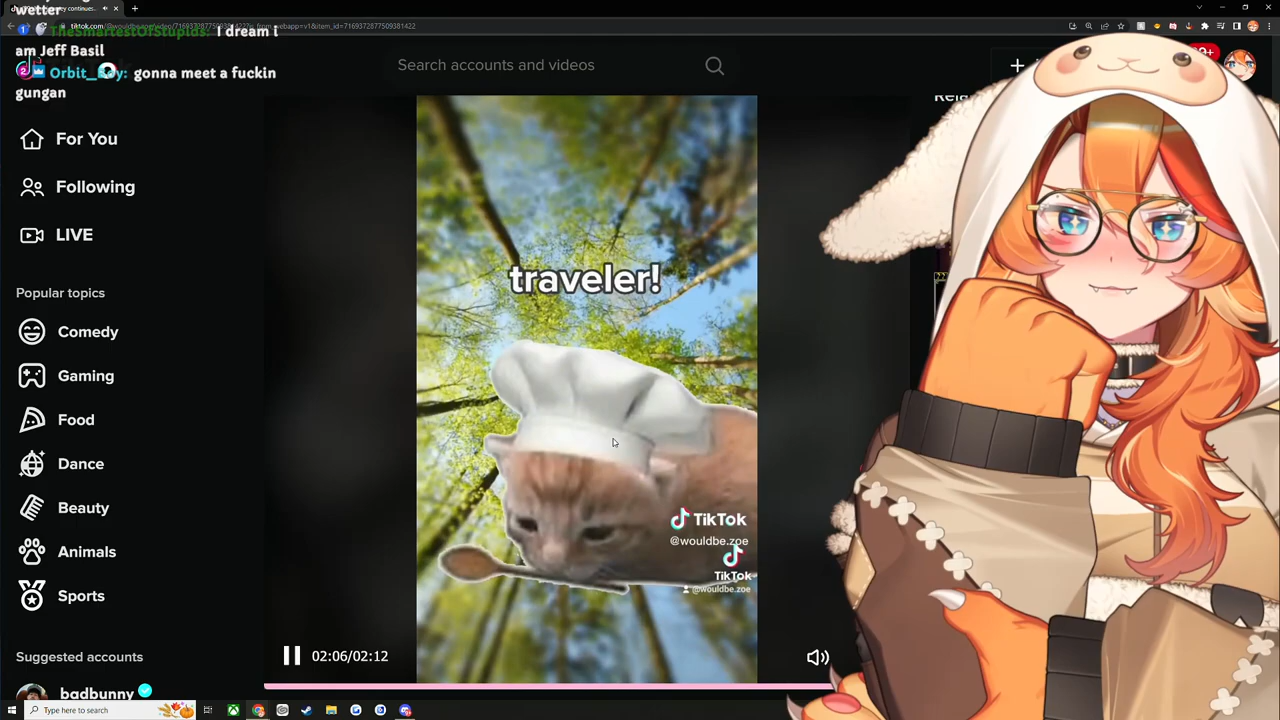 wetter
TheSmartestOfStupids: I dream i
am Jeff Basil
Orbit_Boy: gonna meet a fuckin
gungan
Search accounts and videos
For You
Following
LIVE
Popular topics
Comedy
Gaming
Food
Dance
Beauty
Animals
Sports
Suggested accounts
badbunny
traveler!
TikTok
@wouldbe.zoe
TikTok
@wouldbe.zoe
02:06/02:12
Type here to search